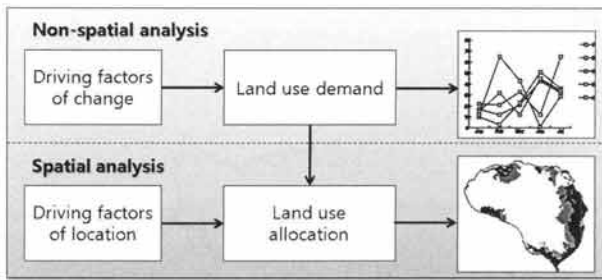 Non-spatial analysis
Driving factors
of change
Land use demand
Spatial analysis
Driving factors
of location
Land use
allocation